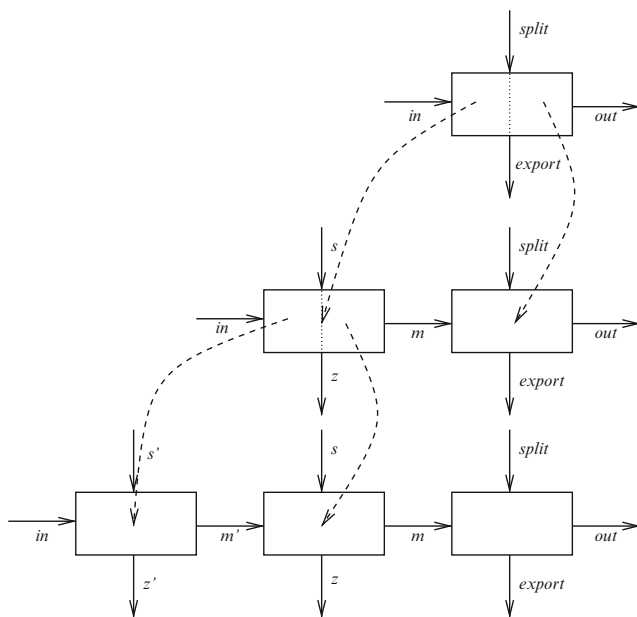 split
in
out
export
s
split
in
m
out
z
export
s'
s
split
in
m'
m
out
z'
z
export